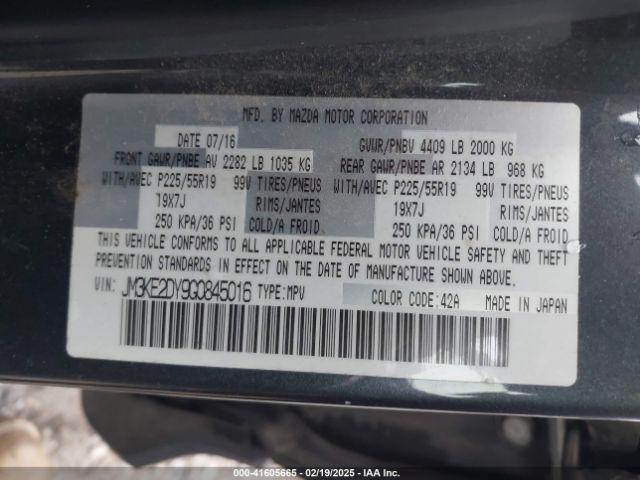 MFD. BY MAZDA MOTOR CORPORATION
DATE 07/16 GVWR/PNBV 4409 LB 2000 KG
FRONT GAWR/PNBE AV 2282 LB 1035 KG REAR GAWR/PNBE AR 2134 LB 968 KG
WITH/AVEC P225/55R19 99V TIRES/PNEUS WITH/AVEC P225/55R19 99V TIRES/PNEUS
19X7J RIMS/JANTES 19X7J RIMS/JANTES
250 KPA/36 PSI COLD/A FROID 250 KPA/36 PSI COLD/A FROID
THIS VEHICLE CONFORMS TO ALL APPLICABLE FEDERAL MOTOR VEHICLE SAFETY AND THEFT
PREVENTION STANDARDS IN EFFECT ON THE DATE OF MANUFACTURE SHOWN ABOVE.
VIN: JM3KE2DY9G0845016 TYPE:MPV COLOR CODE:42A MADE IN JAPAN
000-41605665 - 02/19/2025 - IAA Inc.